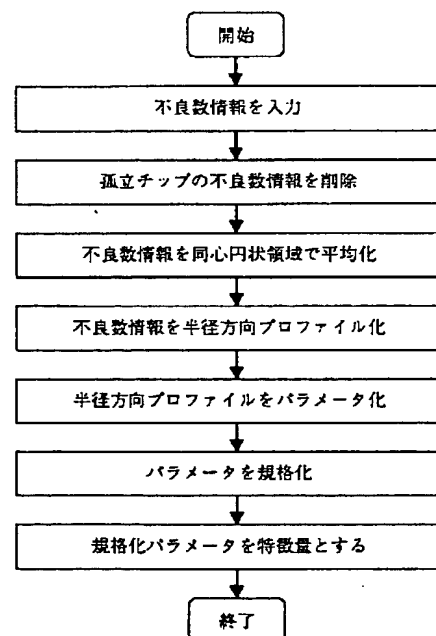 開始
不良数情報を入力
孤立チップの不良数情報を削除
不良数情報を同心円状領域で平均化
不良数情報を半径方向プロファイル化
半径方向プロファイルをパラメータ化
パラメータを規格化
規格化パラメータを特徴量とする
終了